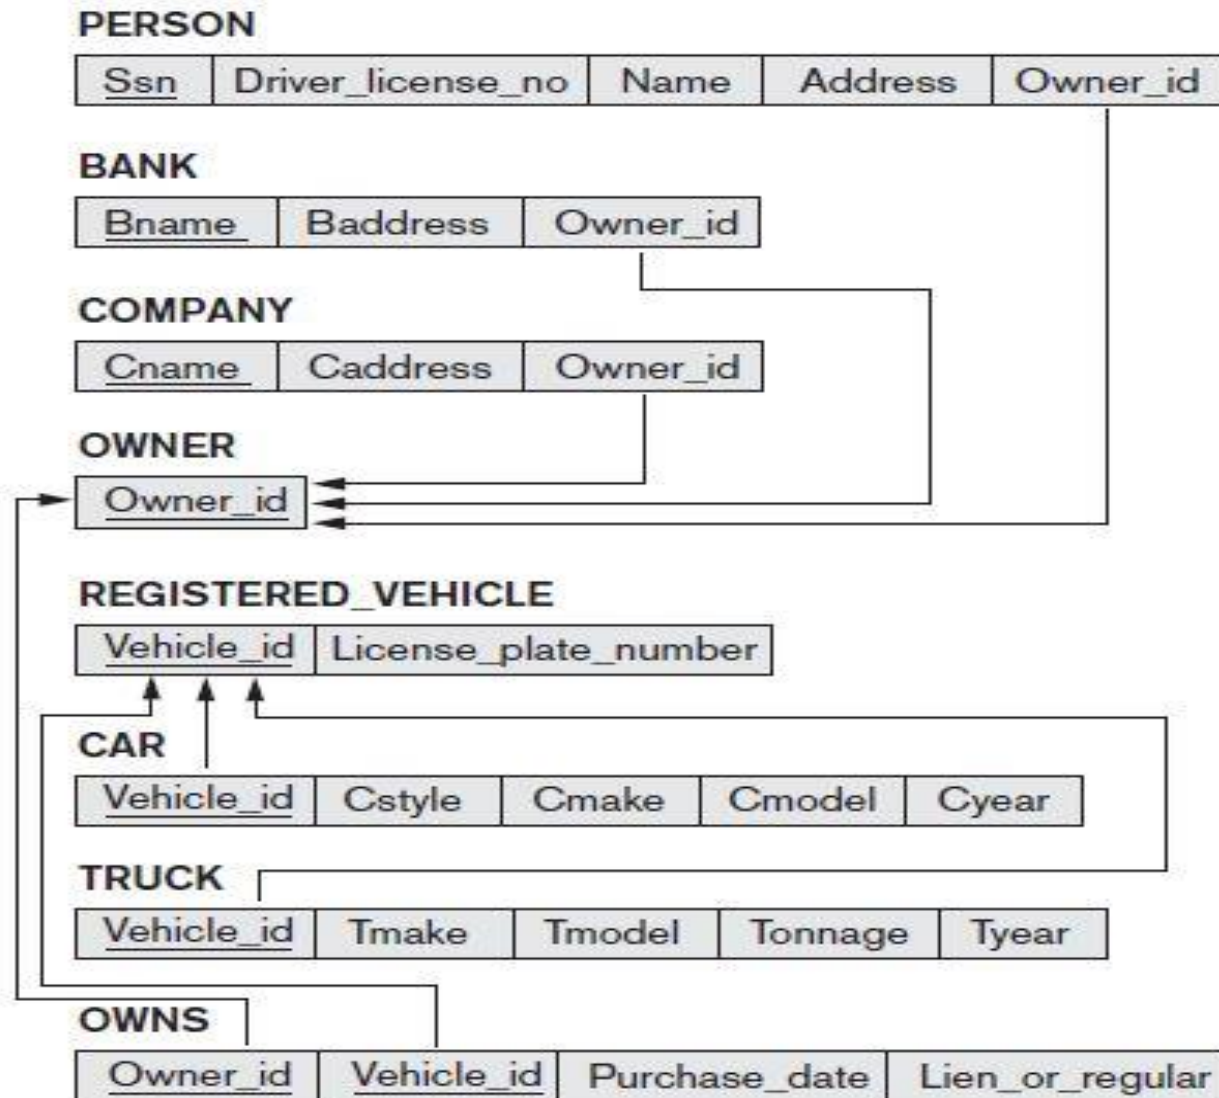 PERSON
Ssn Driver_license_no Name Address Owner_id
BANK
Bname Baddress Owner_id
COMPANY
Cname Caddress Owner_id
OWNER
Owner_id
REGISTERED_VEHICLE
Vehicle_id License_plate_number
CAR
Vehicle_id Cstyle Cmake Cmodel Cyear
TRUCK
Vehicle_id Tmake Tmodel Tonnage Tyear
OWNS
Owner_id Vehicle_id Purchase_date Lien_or_regular